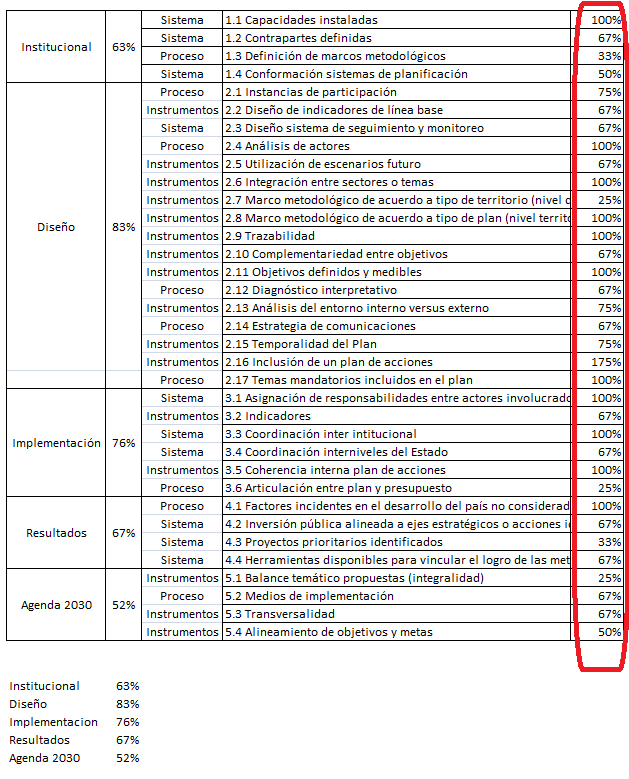 Sistema 1.1 Capacidades instaladas 100%
Institucional 63% Sistema 1.2 Contrapartes definidas 67%
Proceso 1.3 Definición de marcos metodológicos 33%
Sistema 1.4 Conformación sistemas de planificación 50%
Proceso 2.1 Instancias de participación 75%
Instrumentos 2.2 Diseño de indicadores de línea base 67%
Sistema 2.3 Diseño sistema de seguimiento y monitoreo 67%
Proceso 2.4 Análisis de actores 100%
Instrumentos 2.5 Utilización de escenarios futuro 67%
Instrumentos 2.6 Integración entre sectores o temas 100%
Instrumentos 2.7 Marco metodológico de acuerdo a tipo de territorio (nivel 25%
Diseño 83% Instrumentos 2.8 Marco metodológico de acuerdo a tipo de plan (nivel territo 100%
Instrumentos 2.9 Trazabilidad 100%
Instrumentos 2.10 Complementariedad entre objetivos 67%
Instrumentos 2.11 Objetivos definidos y medibles 100%
Proceso 2.12 Diagnóstico interpretativo 67%
Instrumentos 2.13 Análisis del entorno interno versus externo 75%
Proceso 2.14 Estrategia de comunicaciones 67%
Instrumentos 2.15 Temporalidad del Plan 75%
Instrumentos 2.16 Inclusión de un plan de acciones 175%
Proceso 2.17 Temas mandatorios incluidos en el plan 100%
Sistema 3.1 Asignación de responsabilidades entre actores involucrado 100%
Instrumentos 3.2 Indicadores 67%
Implementación 76% Sistema 3.3 Coordinación inter intitucional 100%
Sistema 3.4 Coordinación interniveles del Estado 67%
Instrumentos 3.5 Coherencia interna plan de acciones 100%
Proceso 3.6 Articulación entre plan y presupuesto 25%
Proceso 4.1 Factores incidentes en el desarrollo del país no considerad 100%
Resultados 67% Sistema 4.2 Inversión pública alineada a ejes estratégicos o acciones 67%
Sistema 4.3 Proyectos prioritarios identificados 33%
Sistema 4.4 Herramientas disponibles para vincular el logro de las met 67%
Instrumentos 5.1 Balance temático propuestas (integralidad) 25%
Agenda 2030 52% Proceso 5.2 Medios de implementación 67%
Instrumentos 5.3 Transversalidad 67%
Instrumentos 5.4 Alineamiento de objetivos y metas 50%
Institucional 63%
Diseño 83%
Implementacion 76%
Resultados 67%
Agenda 2030 52%